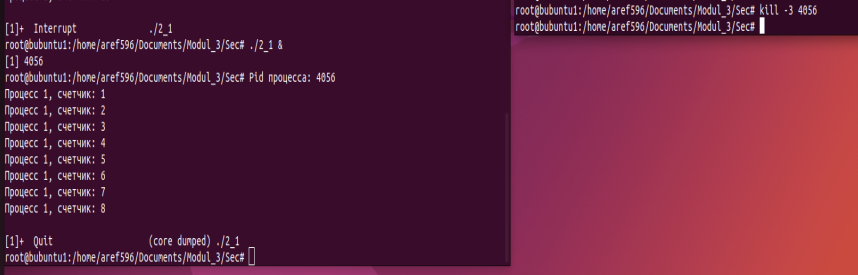 [1]+  Interrupt               ./2_1
root@bubuntu1:/home/aref596/Documents/Modul_3/Sec# ./2_1 &
[1] 4056
root@bubuntu1:/home/aref596/Documents/Modul_3/Sec# Pid процесса: 4056
Процесс 1, счетчик: 1
Процесс 1, счетчик: 2
Процесс 1, счетчик: 3
Процесс 1, счетчик: 4
Процесс 1, счетчик: 5
Процесс 1, счетчик: 6
Процесс 1, счетчик: 7
Процесс 1, счетчик: 8
[1]+  Quit                    (core dumped) ./2_1
root@bubuntu1:/home/aref596/Documents/Modul_3/Sec#
root@bubuntu1:/home/aref596/Documents/Modul_3/Sec# kill -3 4056
root@bubuntu1:/home/aref596/Documents/Modul_3/Sec#